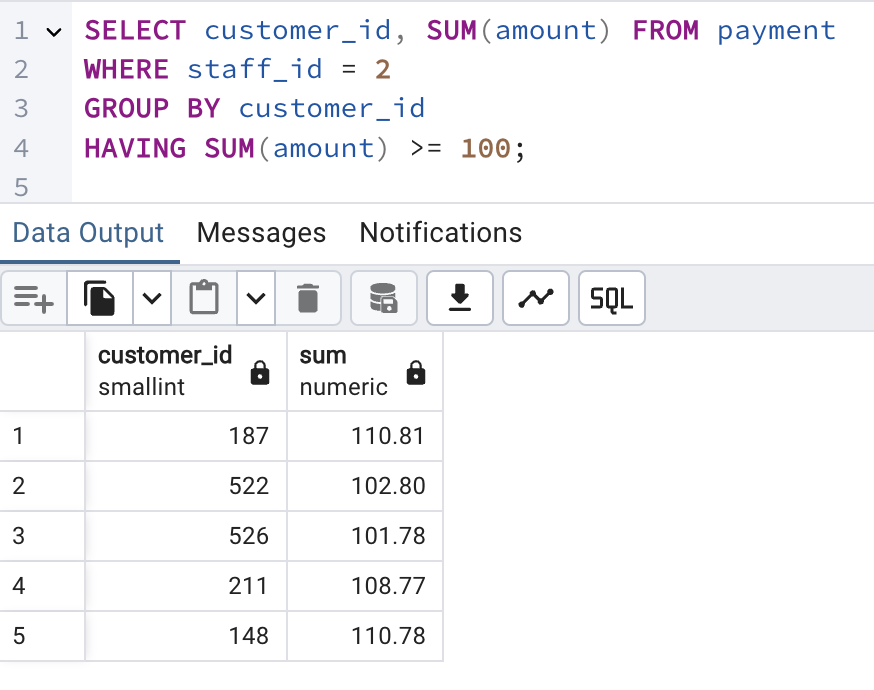 1 SELECT customer_id, SUM(amount) FROM payment
2 WHERE staff_id = 2
3 GROUP BY customer_id
4 HAVING SUM(amount) >= 100;
5
Data Output Messages Notifications
SQL
customer_id sum
smallint numeric
1 187 110.81
2 522 102.80
3 526 101.78
4 211 108.77
5 148 110.78